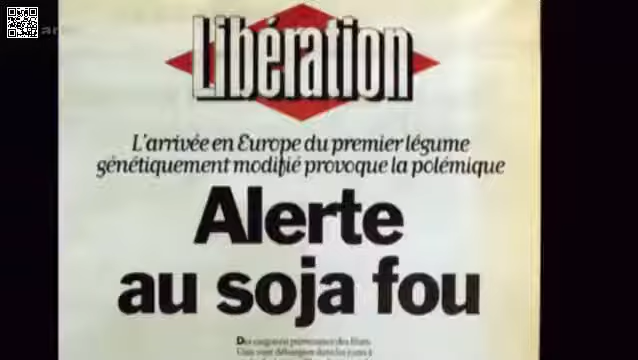 Libération
L'arrivée en Europe du premier légume
génétiquement modifié provoque la polémique
Alerte
au soja fou